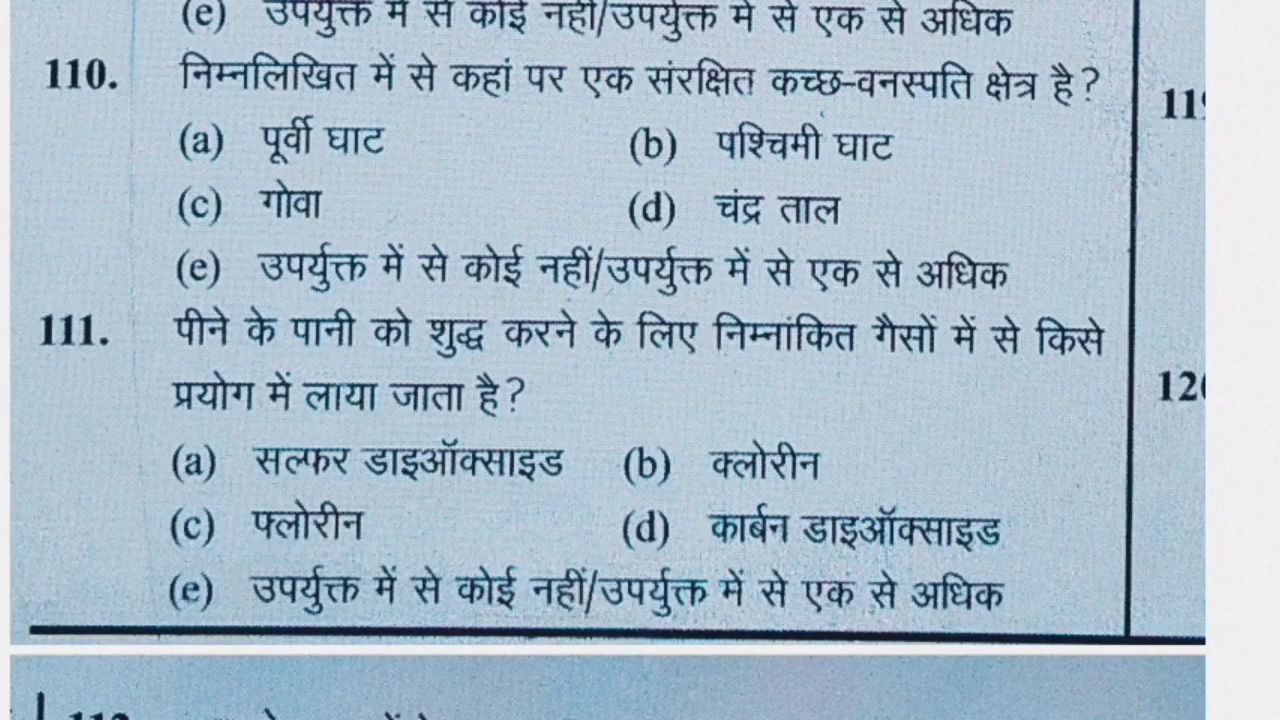 (e) उपर्युक्त में से कोई नहीं/उपर्युक्त में से एक से अधिक
110. निम्नलिखित में से कहां पर एक संरक्षित कच्छ-वनस्पति क्षेत्र है?
(a) पूर्वी घाट (b) पश्चिमी घाट
(c) गोवा (d) चंद्र ताल
(e) उपर्युक्त में से कोई नहीं/उपर्युक्त में से एक से अधिक
111. पीने के पानी को शुद्ध करने के लिए निम्नांकित गैसों में से किसे
प्रयोग में लाया जाता है?
(a) सल्फर डाइऑक्साइड (b) क्लोरीन
(c) फ्लोरीन (d) कार्बन डाइऑक्साइड
(e) उपर्युक्त में से कोई नहीं/उपर्युक्त में से एक से अधिक